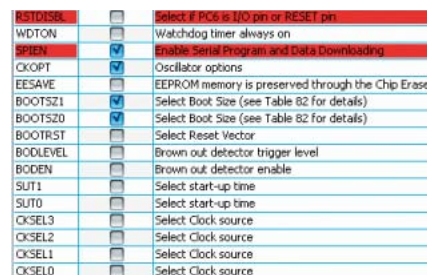 RSTDISBL Select if PC6 is I/O pin or RESET pin
WDTON Watchdog timer always on
SPIEN Enable Serial Program and Data Downloading
CKOPT Oscillator options
EESAVE EEPROM memory is preserved through the Chip Erase
BOOTSZ1 Select Boot Size (see Table 82 for details)
BOOTSZ0 Select Boot Size (see Table 82 for details)
BOOTRST Select Reset Vector
BODLEVEL Brown out detector trigger level
BODEN Brown out detector enable
SUT1 Select start-up time
SUT0 Select start-up time
CKSEL3 Select Clock source
CKSEL2 Select Clock source
CKSEL1 Select Clock source
CKSEL0 Select Clock source